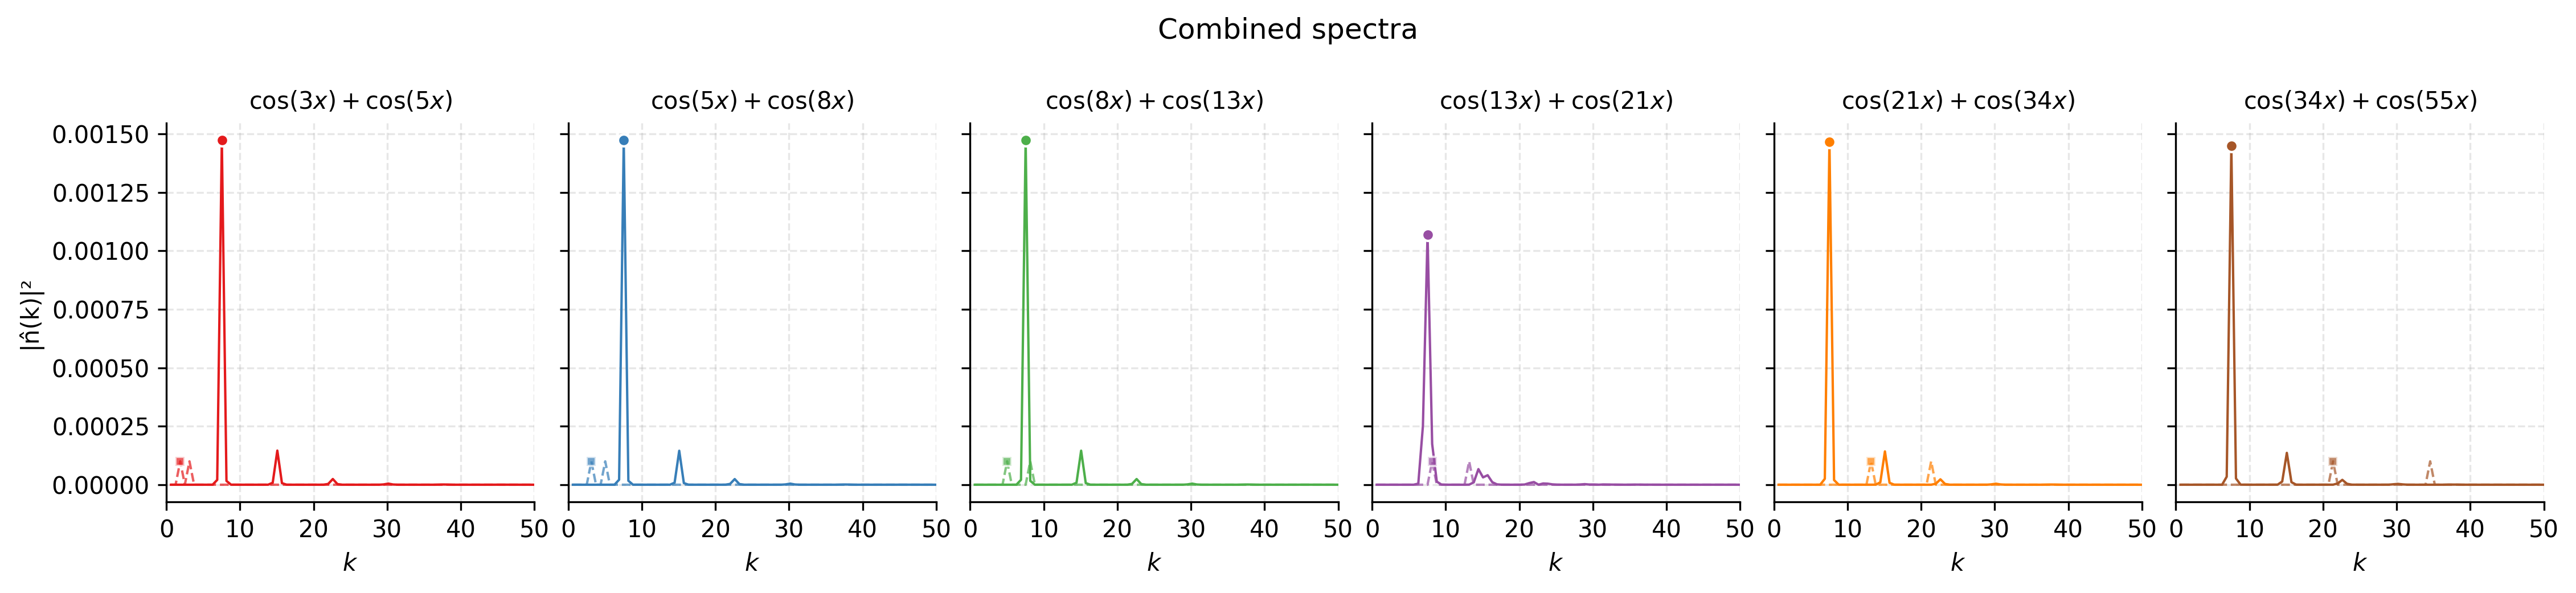 Combined spectra
cos(3x) + cos(5x)
cos(5x) + cos(8x)
cos(8x) + cos(13x)
cos(13x) + cos(21x)
cos(21x) + cos(34x)
cos(34x) + cos(55x)
|n̂(k)|²
0.00150
0.00125
0.00100
0.00075
0.00050
0.00025
0.00000
0 10 20 30 40 50
0 10 20 30 40 50
0 10 20 30 40 50
0 10 20 30 40 50
0 10 20 30 40 50
0 10 20 30 40 50
k
k
k
k
k
k